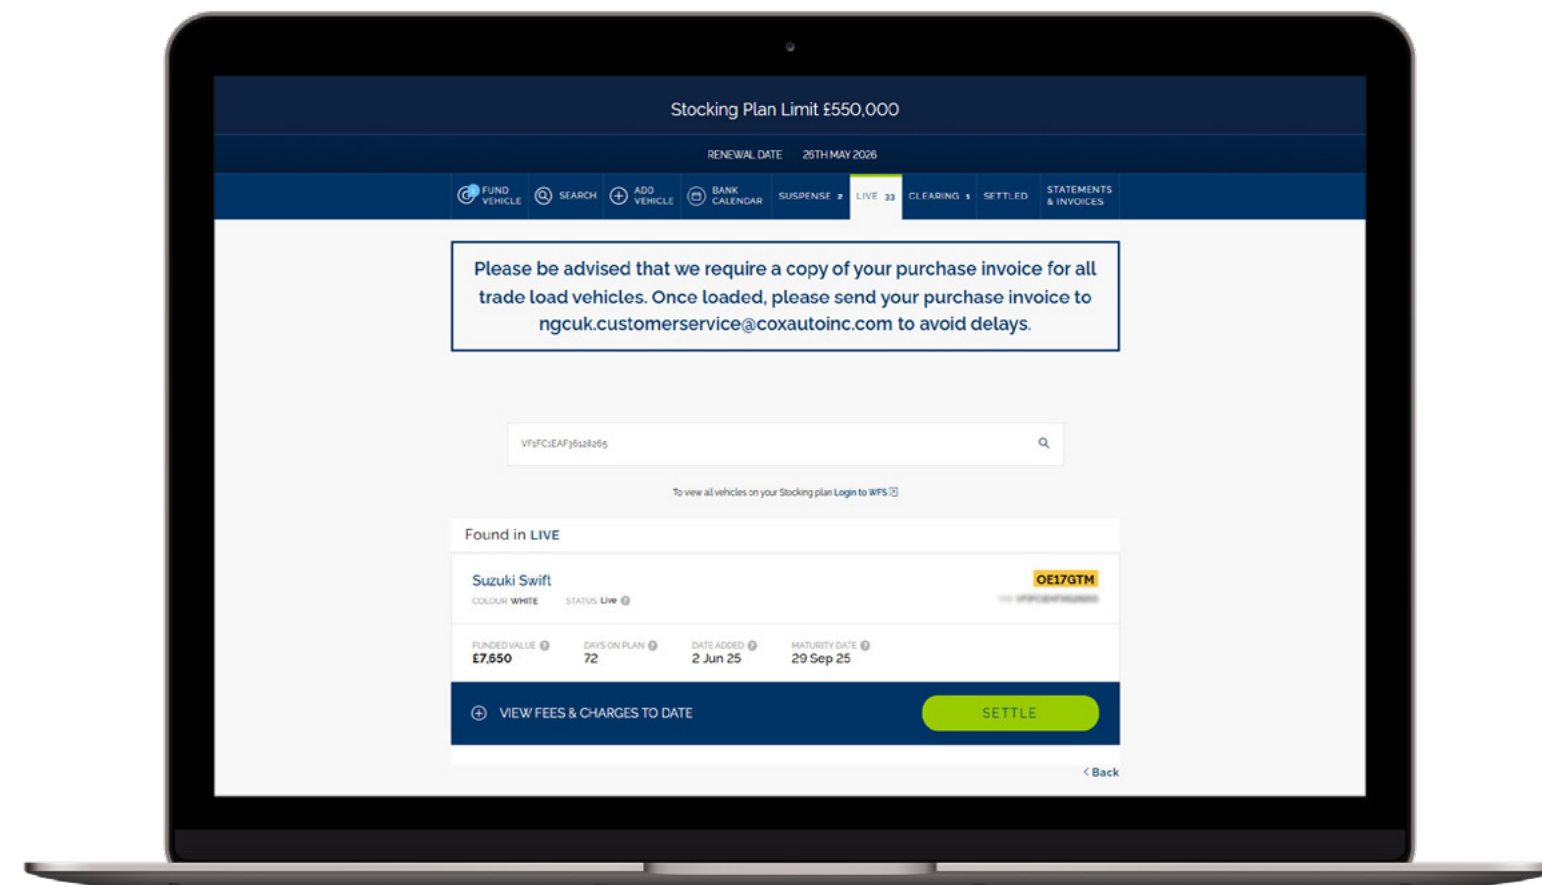 Stocking Plan Limit £550,000
RENEWAL DATE 26TH MAY 2026
FUND VEHICLE
SEARCH
ADD VEHICLE
BANK CALENDAR
SUSPENSE 2
LIVE 33
CLEARING 1
SETTLED
STATEMENTS & INVOICES
Please be advised that we require a copy of your purchase invoice for all
trade load vehicles. Once loaded, please send your purchase invoice to
ngcuk.customerservice@coxautoinc.com to avoid delays.
VF1FC1EAF36128265
To view all vehicles on your Stocking plan Login to WFS
Found in LIVE
Suzuki Swift
OE17GTM
COLOUR WHITE STATUS Live
FUNDED VALUE DAYS ON PLAN DATE ADDED MATURITY DATE
£7,650 72 2 Jun 25 29 Sep 25
VIEW FEES & CHARGES TO DATE
SETTLE
< Back